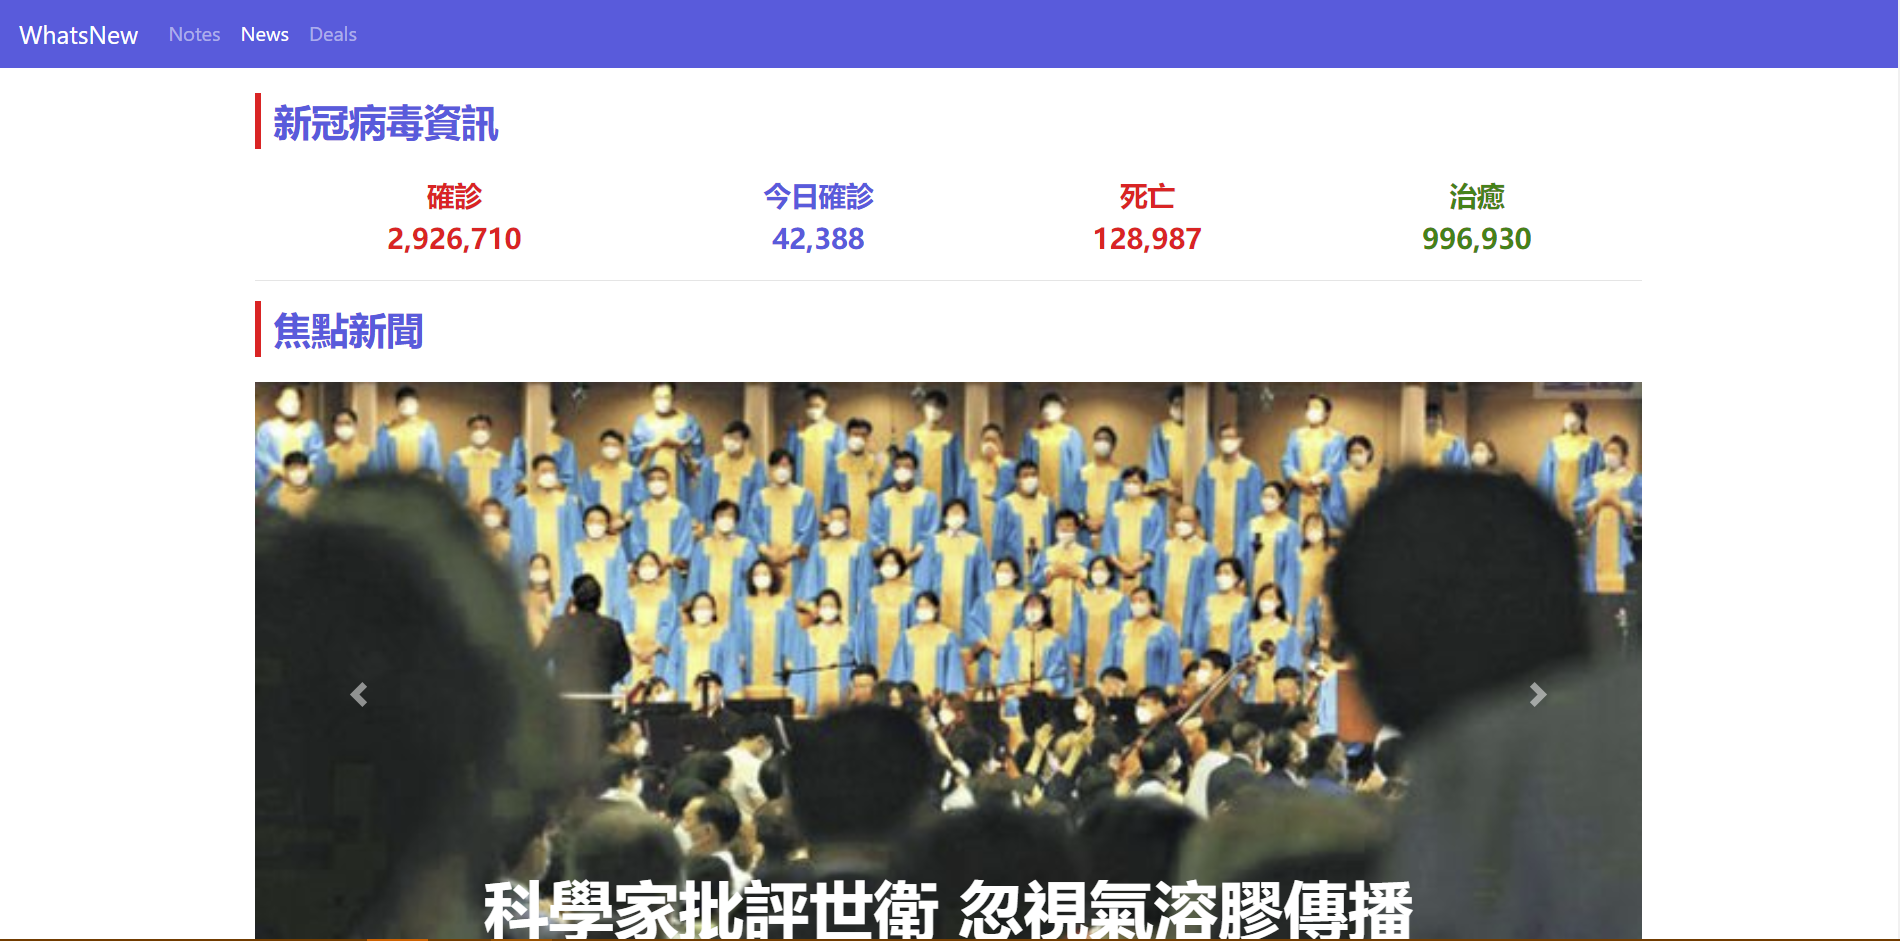 WhatsNew Notes News Deals
新冠病毒資訊
確診 今日確診 死亡 治癒
2,926,710 42,388 128,987 996,930
焦點新聞
科學家批評世衛 忽視氣溶膠傳播